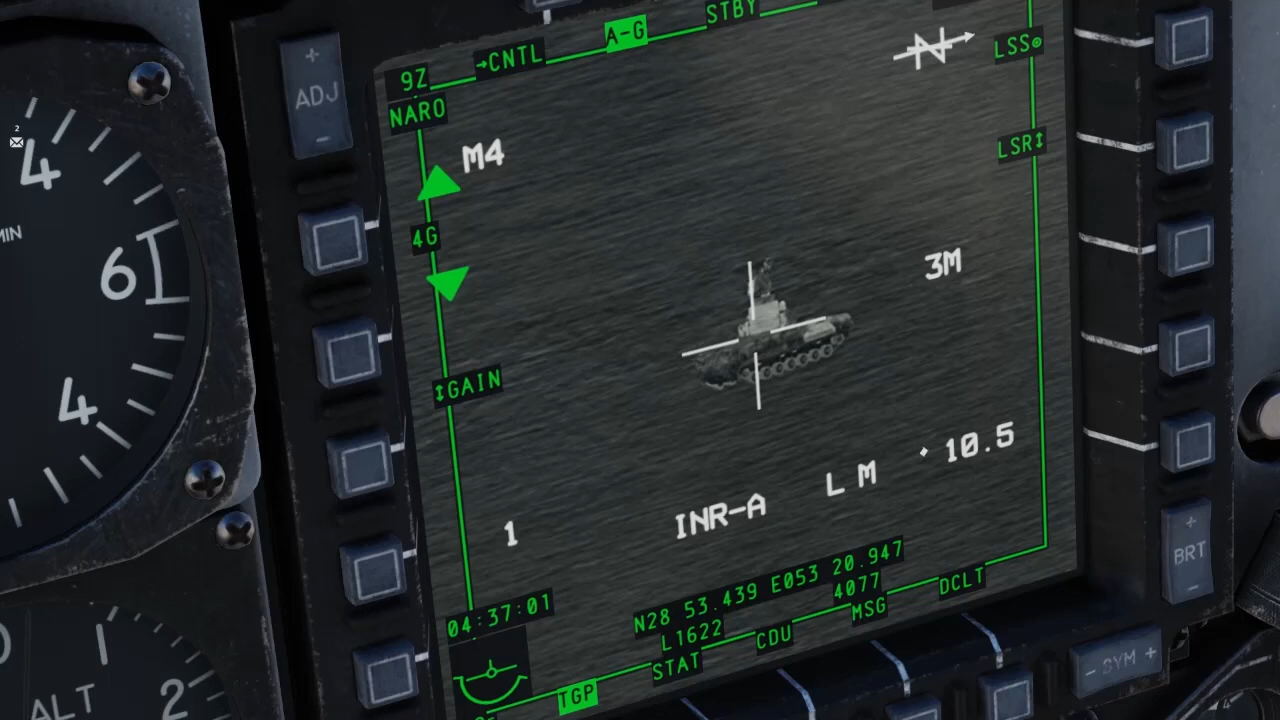 STBY
A-G
→CNTL
9Z
NARO
ADJ
LSS
LSR↕
M4
2
4
MIN
6
4
4G
3M
↕GAIN
10.5
L M
INR-A
1
BRT
04:37:01
N28 53.439 E053 20.947
4077
L1622
DCLT
MSG
CDU
STAT
TGP
SYM
1
ALT
2